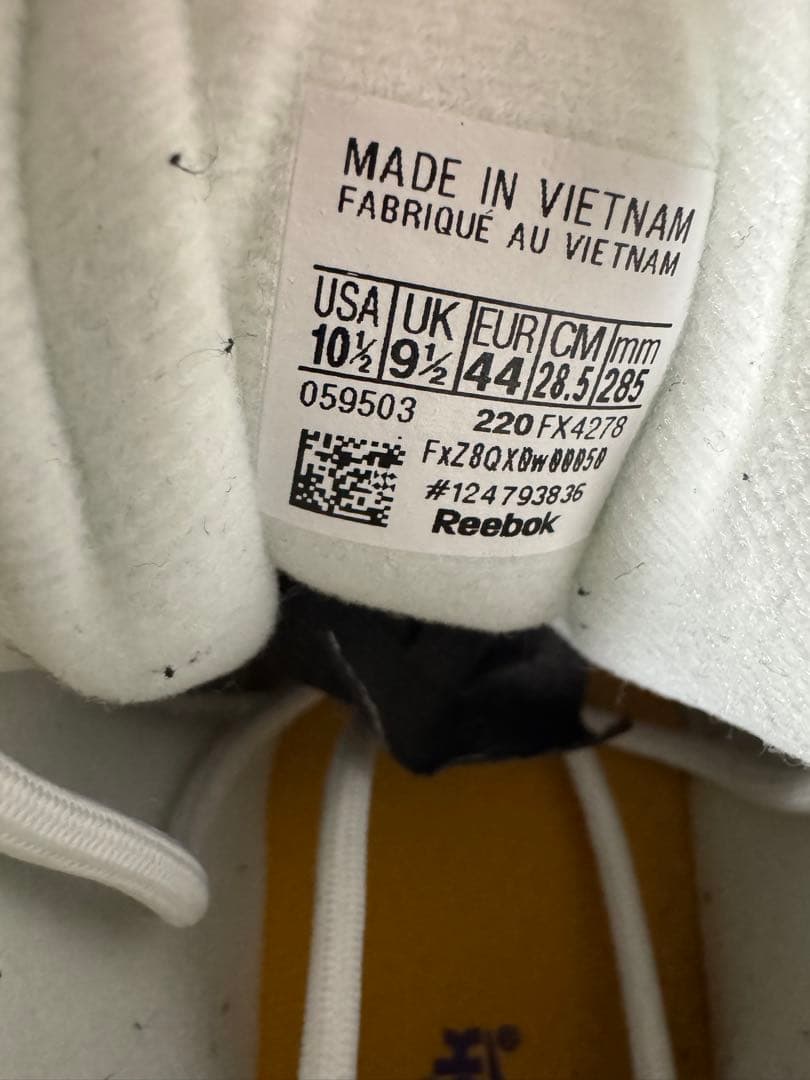 MADE IN VIETNAM
FABRIQUÉ AU VIETNAM
USA UK EUR CM mm
10½ 9½ 44 28.5 285
059503 220 FX4278
FxZ8QX0w00050
#124793836
Reebok